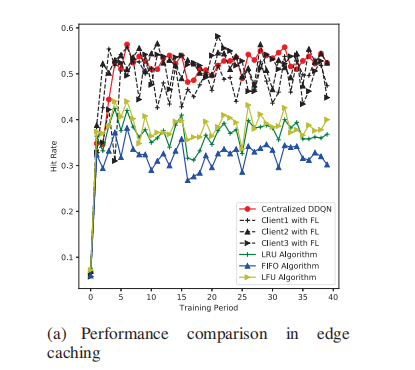 0.6
0.5
0.4
0.3
0.2
0.1
Hit Rate
0 5 10 15 20 25 30 35 40
Training Period
Centralized DDQN
Client1 with FL
Client2 with FL
Client3 with FL
LRU Algorithm
FIFO Algorithm
LFU Algorithm
(a) Performance comparison in edge
caching